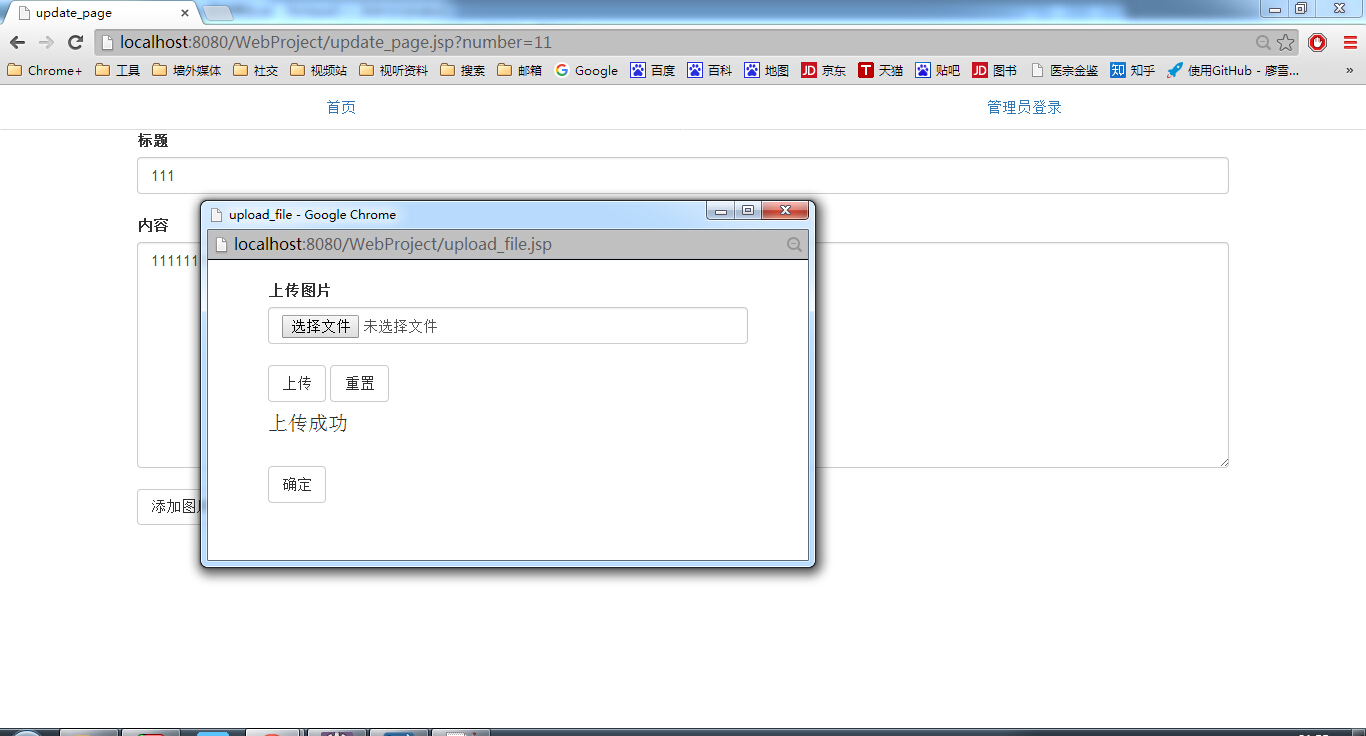 update_page
localhost:8080/WebProject/update_page.jsp?number=11
Chrome+ 工具 墙外媒体 社交 视频站 视听资料 搜索 邮箱 Google 百度 百科 地图 JD 京东 T 天猫 贴吧 JD 图书 医宗金鉴 知 知乎 使用GitHub - 廖雪... »
首页 管理员登录
标题
111
内容
111111
upload_file - Google Chrome
localhost:8080/WebProject/upload_file.jsp
上传图片
选择文件 未选择文件
上传 重置
上传成功
确定
添加图